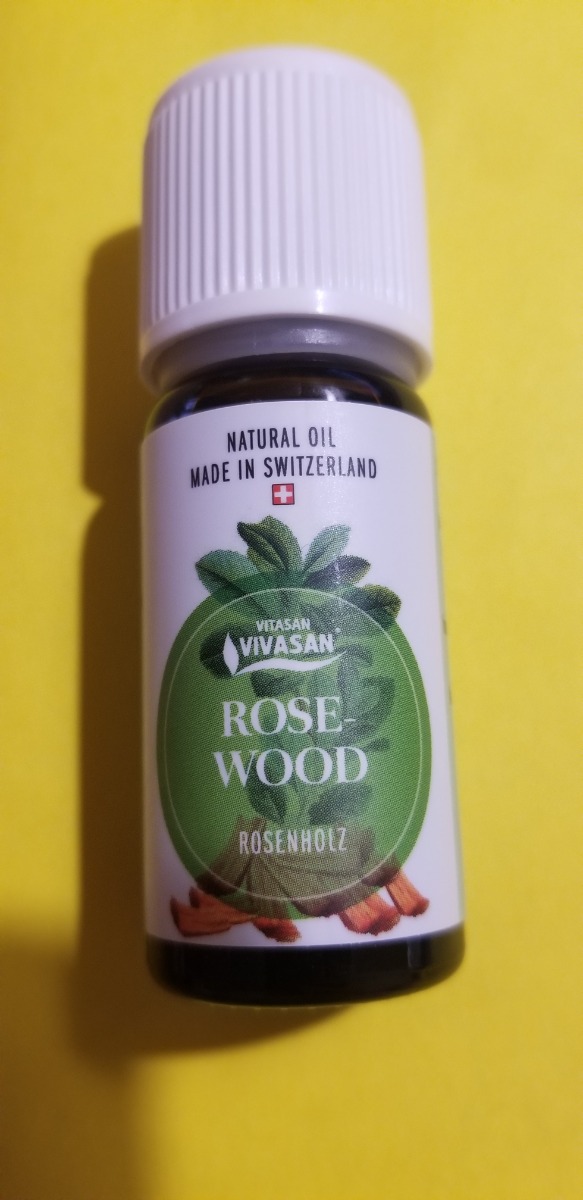 NATURAL OIL
MADE IN SWITZERLAND
VITASAN
VIVASAN®
ROSE-
WOOD
ROSENHOLZ